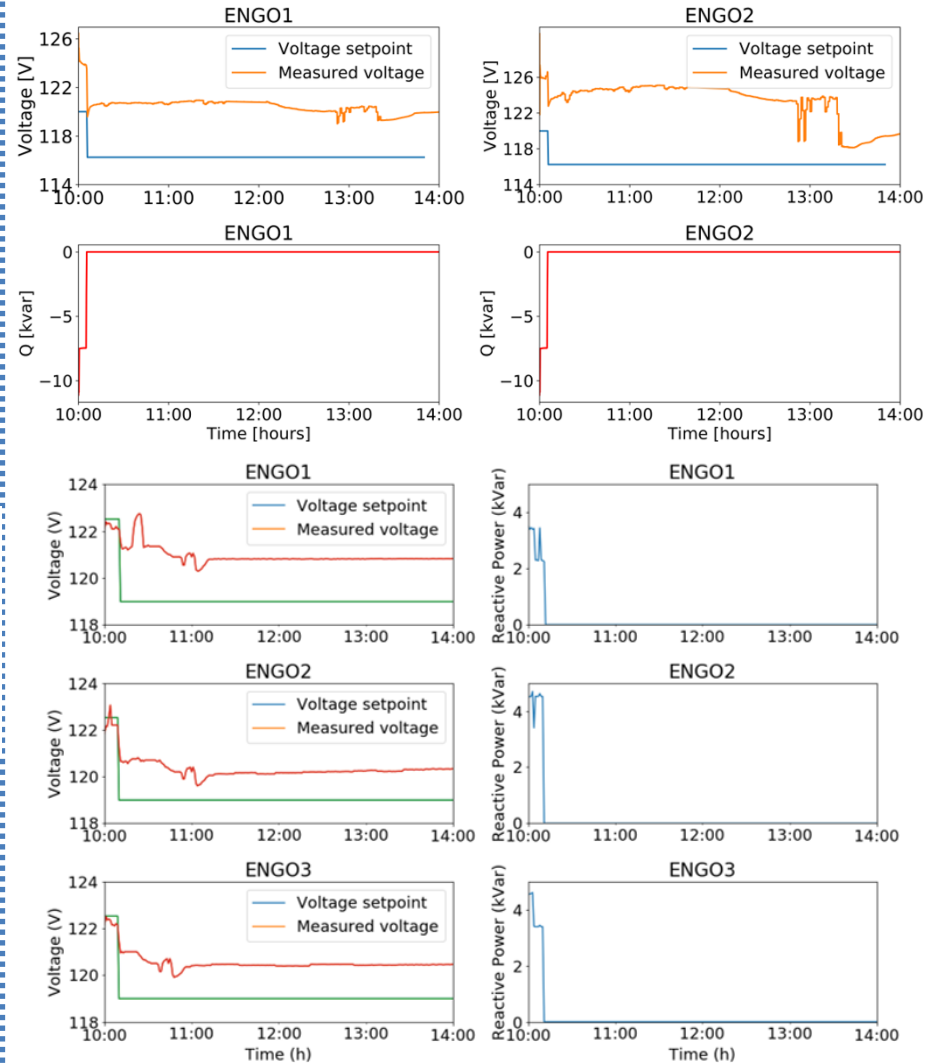 ENGO1
ENGO2
Voltage [V]
126
122
118
114
Voltage setpoint
Measured voltage
10:00
11:00
12:00
13:00
14:00
Voltage [V]
126
122
118
114
Voltage setpoint
Measured voltage
10:00
11:00
12:00
13:00
14:00
ENGO1
ENGO2
Q [kvar]
0
−5
−10
10:00
11:00
12:00
13:00
14:00
Time [hours]
Q [kvar]
0
−5
−10
10:00
11:00
12:00
13:00
14:00
Time [hours]
ENGO1
ENGO1
Voltage (V)
124
122
120
118
Voltage setpoint
Measured voltage
10:00
11:00
12:00
13:00
14:00
Reactive Power (kVar)
4
2
0
10:00
11:00
12:00
13:00
14:00
ENGO2
ENGO2
Voltage (V)
124
122
120
118
Voltage setpoint
Measured voltage
10:00
11:00
12:00
13:00
14:00
Reactive Power (kVar)
4
2
0
10:00
11:00
12:00
13:00
14:00
ENGO3
ENGO3
Voltage (V)
124
122
120
118
Voltage setpoint
Measured voltage
10:00
11:00
12:00
13:00
14:00
Time (h)
Reactive Power (kVar)
4
2
0
10:00
11:00
12:00
13:00
14:00
Time (h)